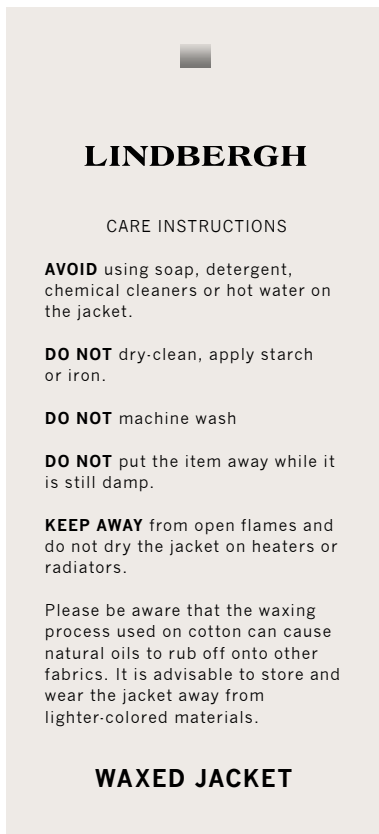 LINDBERGH
CARE INSTRUCTIONS
AVOID using soap, detergent,
chemical cleaners or hot water on
the jacket.
DO NOT dry-clean, apply starch
or iron.
DO NOT machine wash
DO NOT put the item away while it
is still damp.
KEEP AWAY from open flames and
do not dry the jacket on heaters or
radiators.
Please be aware that the waxing
process used on cotton can cause
natural oils to rub off onto other
fabrics. It is advisable to store and
wear the jacket away from
lighter-colored materials.
WAXED JACKET